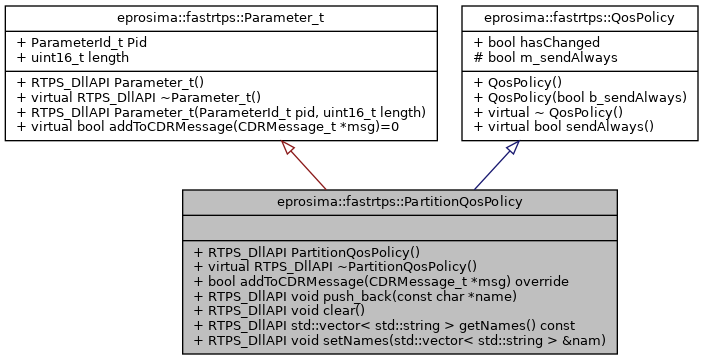 eprosima::fastrtps::Parameter_t
+ ParameterId_t Pid
+ uint16_t length
+ RTPS_DllAPI Parameter_t()
+ virtual RTPS_DllAPI ~Parameter_t()
+ RTPS_DllAPI Parameter_t(ParameterId_t pid, uint16_t length)
+ virtual bool addToCDRMessage(CDRMessage_t *msg)=0
eprosima::fastrtps::QosPolicy
+ bool hasChanged
# bool m_sendAlways
+ QosPolicy()
+ QosPolicy(bool b_sendAlways)
+ virtual ~ QosPolicy()
+ virtual bool sendAlways()
eprosima::fastrtps::PartitionQosPolicy
+ RTPS_DllAPI PartitionQosPolicy()
+ virtual RTPS_DllAPI ~PartitionQosPolicy()
+ bool addToCDRMessage(CDRMessage_t *msg) override
+ RTPS_DllAPI void push_back(const char *name)
+ RTPS_DllAPI void clear()
+ RTPS_DllAPI std::vector< std::string > getNames() const
+ RTPS_DllAPI void setNames(std::vector< std::string > &nam)